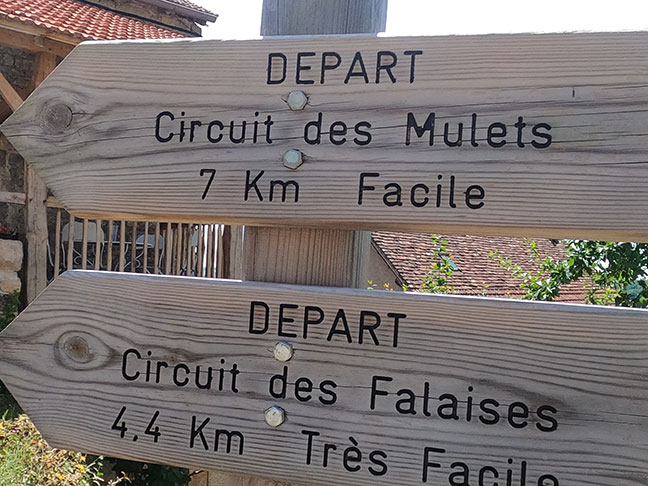 DEPART
Circuit des Mulets
7 Km Facile
DEPART
Circuit des Falaises
4,4 Km Très Facile